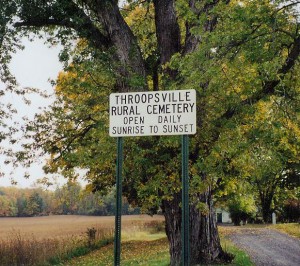 THROOPSVILLE
RURAL CEMETERY
OPEN DAILY
SUNRISE TO SUNSET